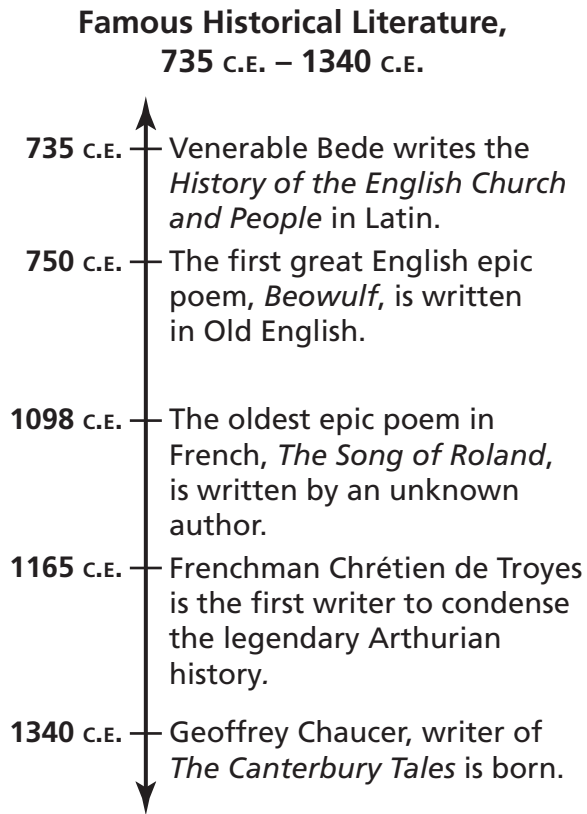 Famous Historical Literature,
735 C.E. – 1340 C.E.
735 C.E. Venerable Bede writes the
History of the English Church
and People in Latin.
750 C.E. The first great English epic
poem, Beowulf, is written
in Old English.
1098 C.E. The oldest epic poem in
French, The Song of Roland,
is written by an unknown
author.
1165 C.E. Frenchman Chrétien de Troyes
is the first writer to condense
the legendary Arthurian
history.
1340 C.E. Geoffrey Chaucer, writer of
The Canterbury Tales is born.